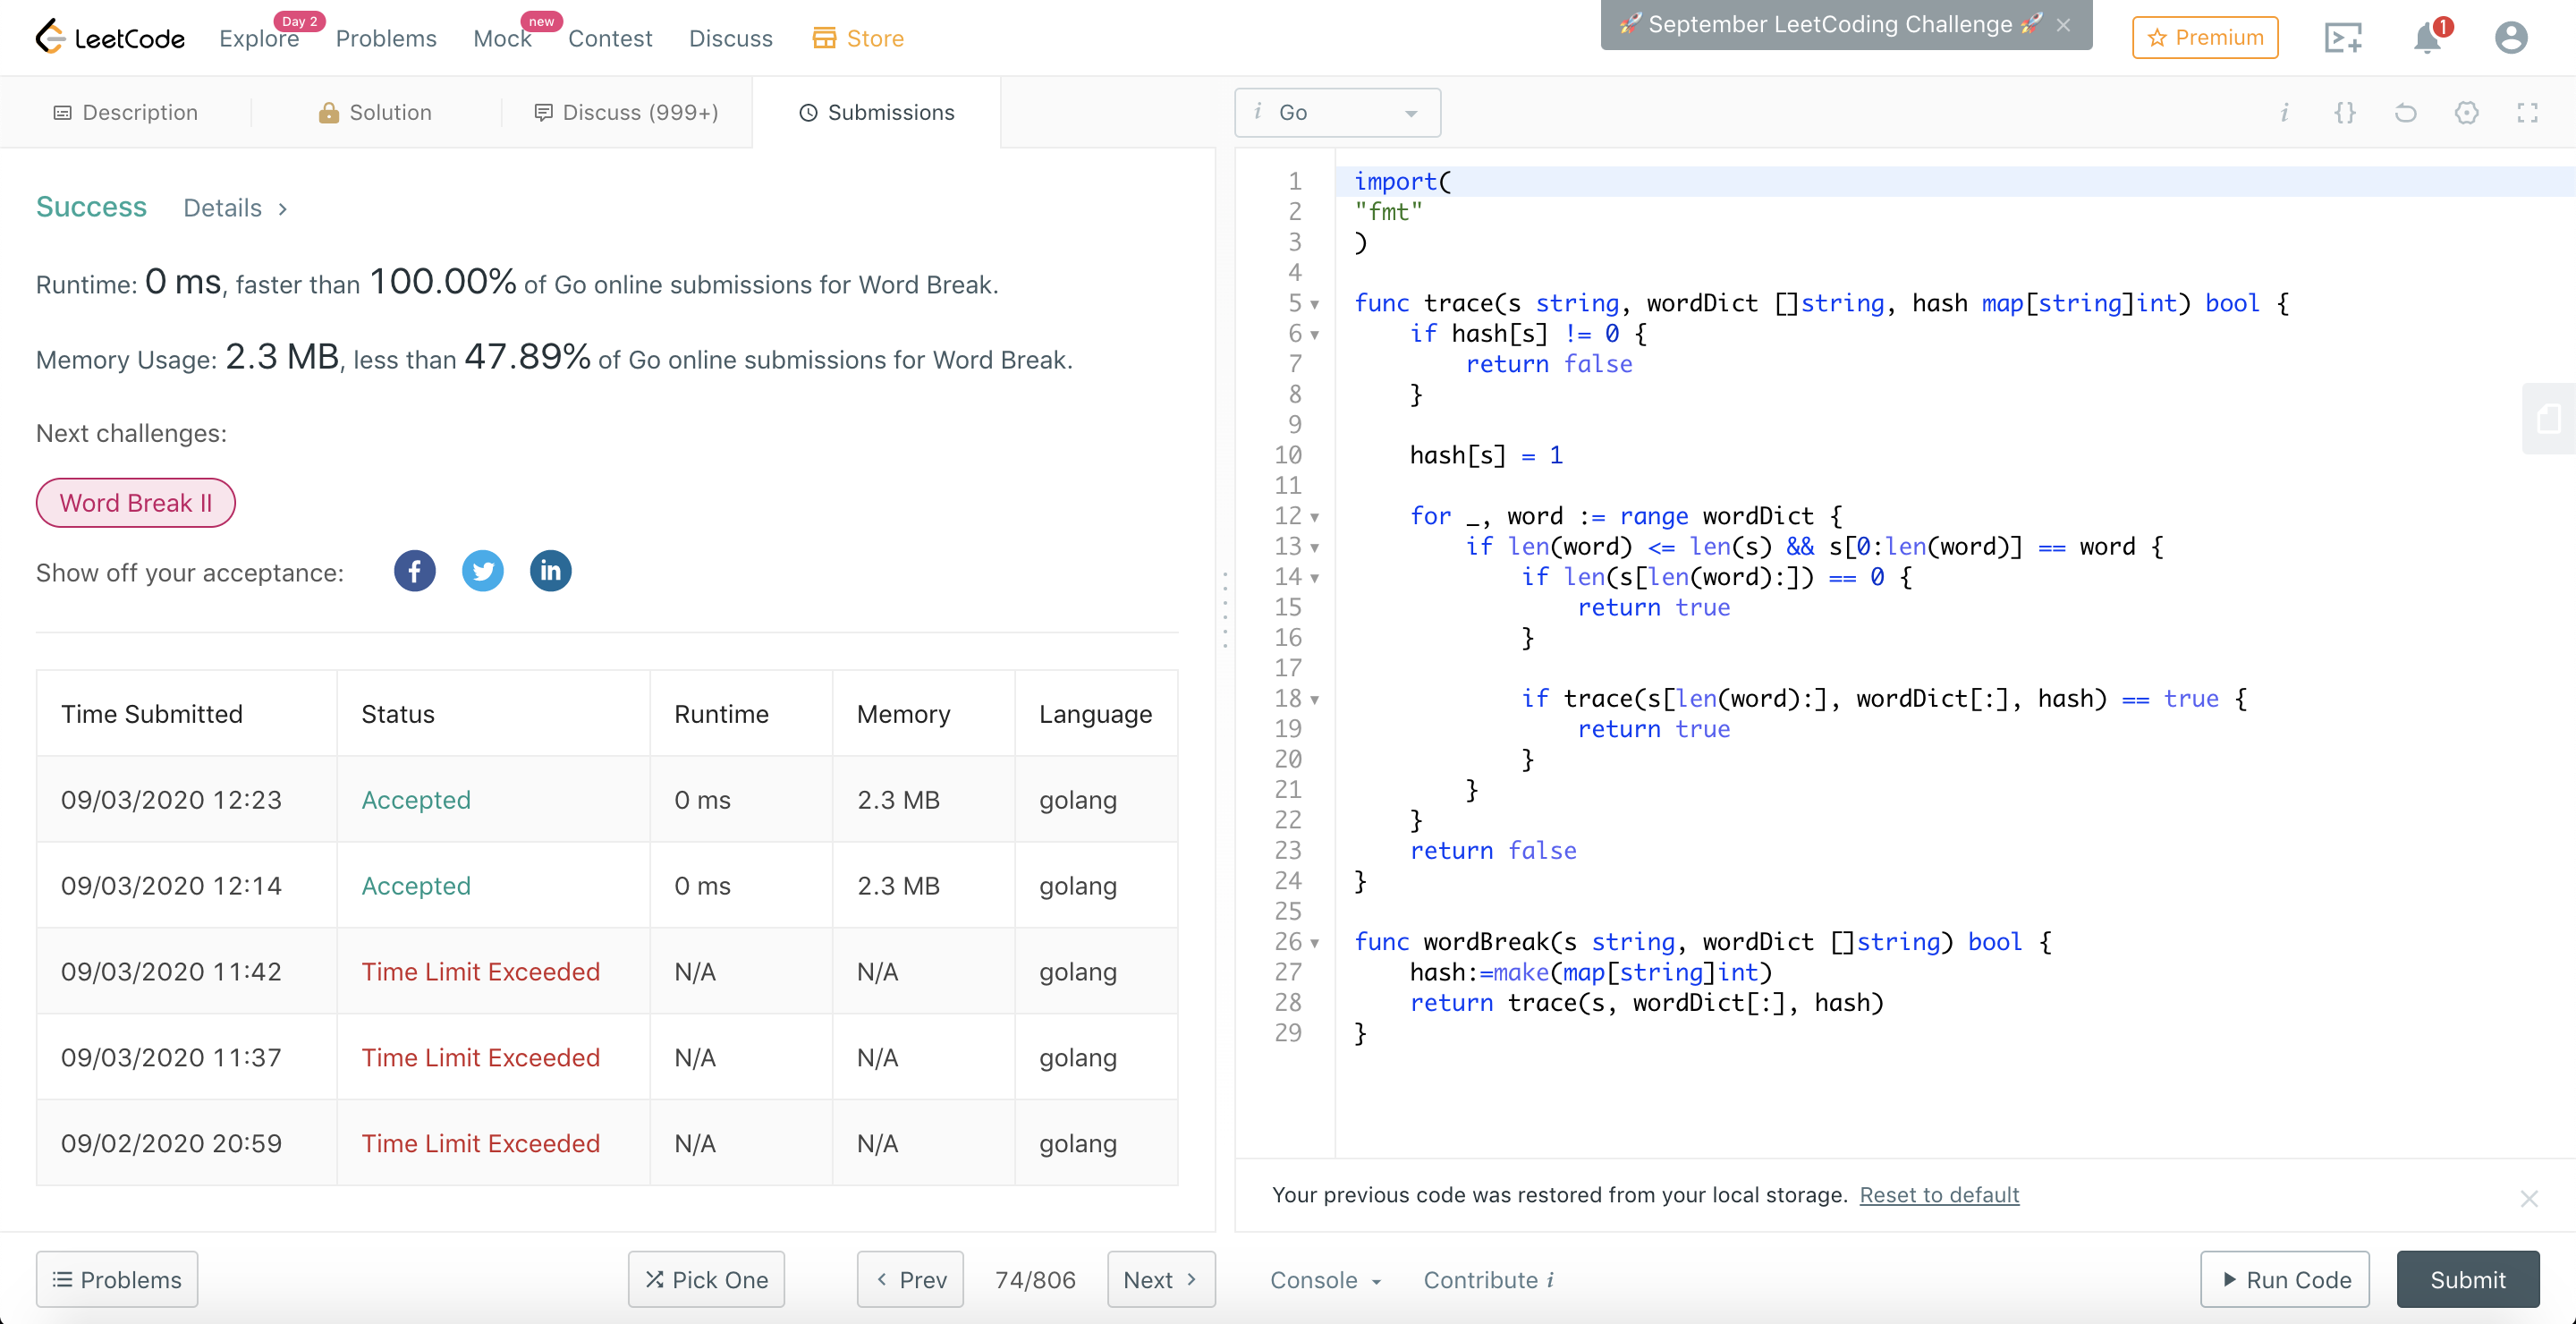 LeetCode Explore Day 2 Problems Mock new Contest Discuss Store 🚀 September LeetCoding Challenge 🚀 × Premium 1
Description Solution Discuss (999+) Submissions
i Go
i {}
Success Details >
Runtime: 0 ms, faster than 100.00% of Go online submissions for Word Break.
Memory Usage: 2.3 MB, less than 47.89% of Go online submissions for Word Break.
Next challenges:
Word Break II
Show off your acceptance:
Time Submitted Status Runtime Memory Language
09/03/2020 12:23 Accepted 0 ms 2.3 MB golang
09/03/2020 12:14 Accepted 0 ms 2.3 MB golang
09/03/2020 11:42 Time Limit Exceeded N/A N/A golang
09/03/2020 11:37 Time Limit Exceeded N/A N/A golang
09/02/2020 20:59 Time Limit Exceeded N/A N/A golang
1 import(
2 "fmt"
3 )
4
5 func trace(s string, wordDict []string, hash map[string]int) bool {
6     if hash[s] != 0 {
7         return false
8     }
9
10     hash[s] = 1
11
12     for _, word := range wordDict {
13         if len(word) <= len(s) && s[0:len(word)] == word {
14             if len(s[len(word):]) == 0 {
15                 return true
16             }
17
18             if trace(s[len(word):], wordDict[:], hash) == true {
19                 return true
20             }
21         }
22     }
23     return false
24 }
25
26 func wordBreak(s string, wordDict []string) bool {
27     hash:=make(map[string]int)
28     return trace(s, wordDict[:], hash)
29 }
Your previous code was restored from your local storage. Reset to default
Problems Pick One < Prev 74/806 Next > Console Contribute i Run Code Submit